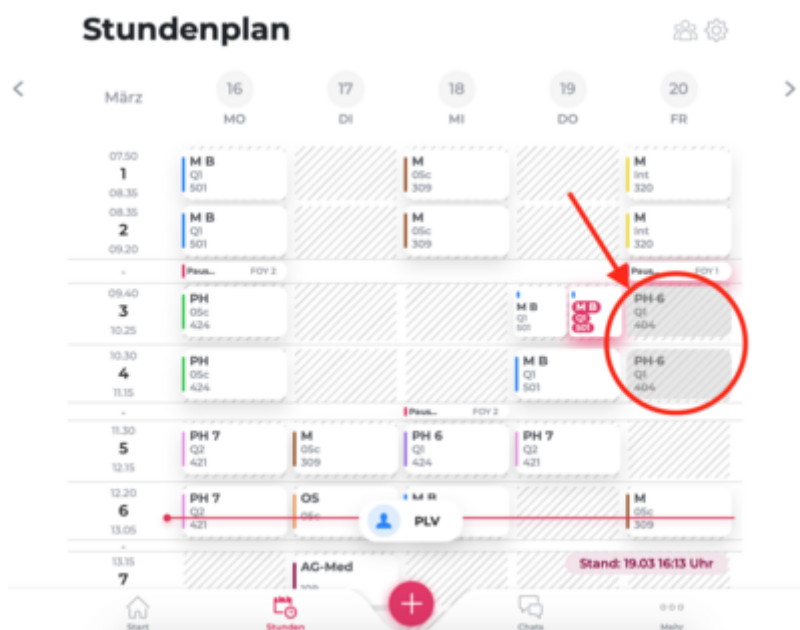 Stundenplan
März
16
MO
17
DI
18
MI
19
DO
20
FR
07.50
1
08.35
M B
Q1
501
M
05c
309
M
Int
320
08.35
2
09.20
M B
Q1
501
M
05c
309
M
Int
320
-
Paus... FOY 2
Paus... FOY 1
09.40
3
10.25
PH
05c
424
M B
Q1
501
M B
Q1
501
PH 6
Q1
404
10.30
4
11.15
PH
05c
424
M B
Q1
501
PH 6
Q1
404
-
Paus... FOY 2
11.30
5
12.15
PH 7
Q2
421
M
05c
309
PH 6
Q1
424
PH 7
Q2
421
12.20
6
13.05
PH 7
Q2
421
OS
05c
M B
M
05c
309
PLV
-
13.15
7
AG-Med
Stand: 19.03 16:13 Uhr
Start
Stunden
+
Chats
Mehr